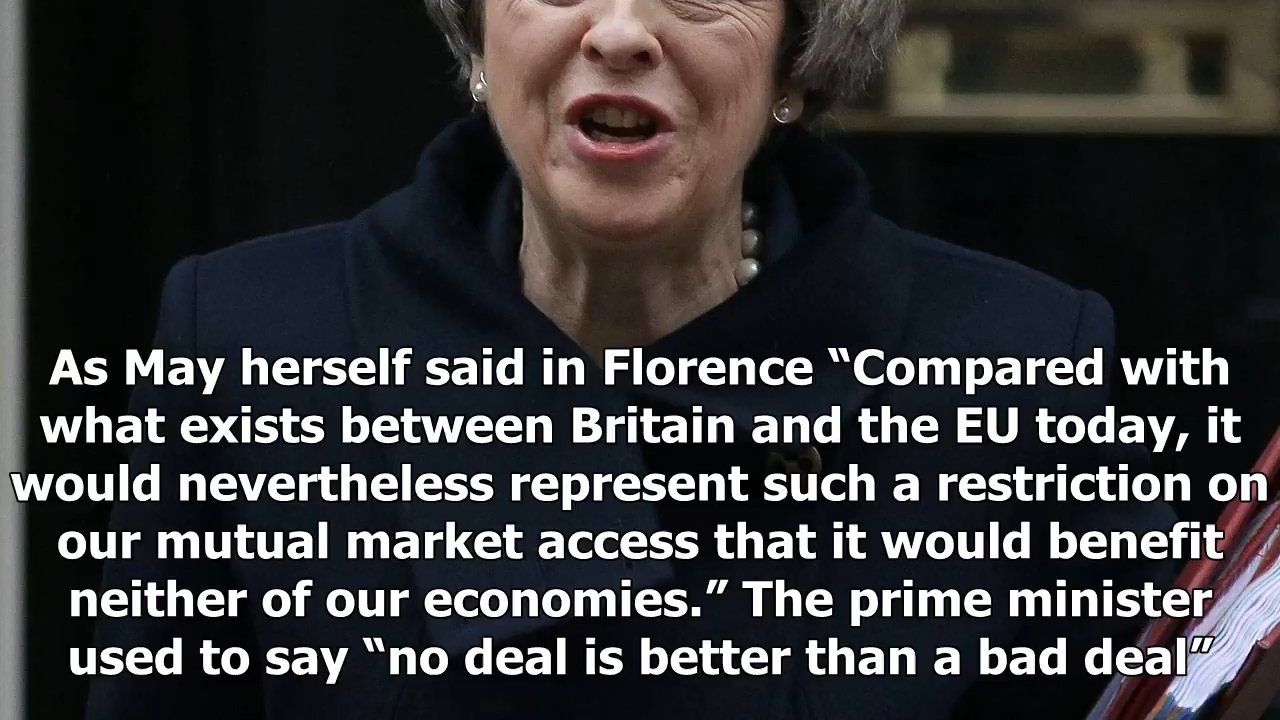 As May herself said in Florence “Compared with
what exists between Britain and the EU today, it
would nevertheless represent such a restriction on
our mutual market access that it would benefit
neither of our economies.” The prime minister
used to say “no deal is better than a bad deal”